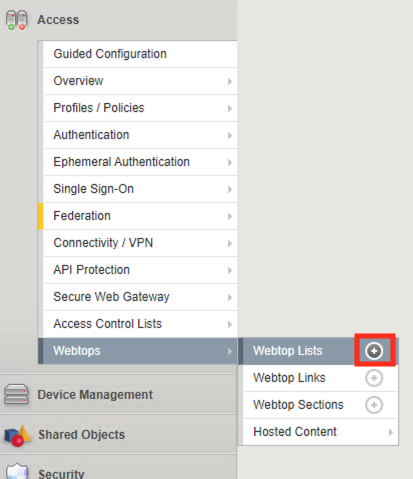 Access
Guided Configuration
Overview
Profiles / Policies
Authentication
Ephemeral Authentication
Single Sign-On
Federation
Connectivity / VPN
API Protection
Secure Web Gateway
Access Control Lists
Webtops
Webtop Lists
Webtop Links
Webtop Sections
Hosted Content
Device Management
Shared Objects
Security